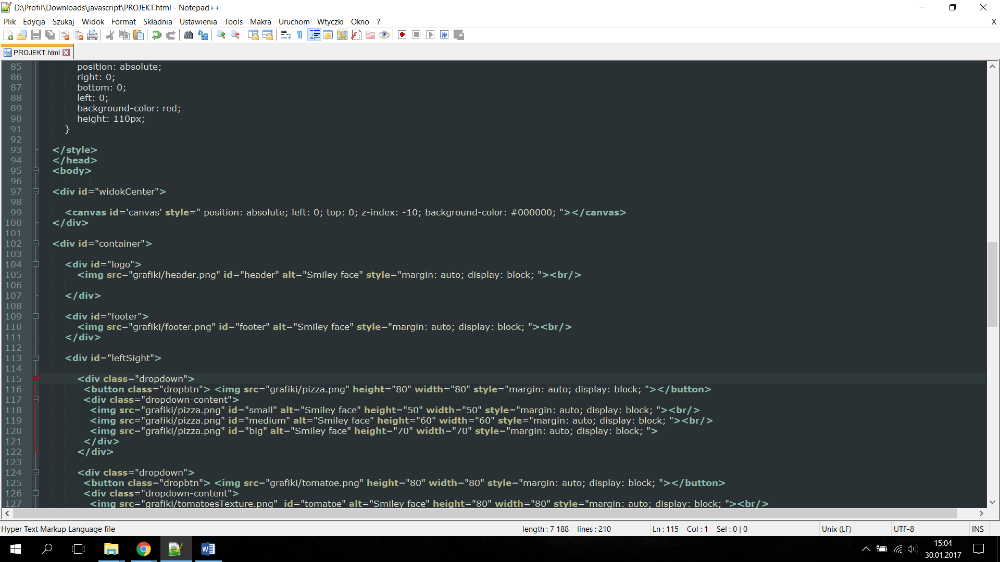 D:\Profil\Downloads\javascript\PROJEKT.html - Notepad++
Plik Edycja Szukaj Widok Format Składnia Ustawienia Tools Makra Uruchom Wtyczki Okno ? X
PROJEKT.html
85 position: absolute;
86 right: 0;
87 bottom: 0;
88 left: 0;
89 background-color: red;
90 height: 110px;
91 }
92
93 </style>
94 </head>
95 <body>
96
97 <div id="widokCenter">
98
99 <canvas id='canvas' style=" position: absolute; left: 0; top: 0; z-index: -10; background-color: #000000; "></canvas>
100 </div>
101
102 <div id="container">
103
104 <div id="logo">
105 <img src="grafiki/header.png" id="header" alt="Smiley face" style="margin: auto; display: block; "><br/>
106
107 </div>
108
109 <div id="footer">
110 <img src="grafiki/footer.png" id="footer" alt="Smiley face" style="margin: auto; display: block; "><br/>
111 </div>
112
113 <div id="leftSight">
114
115 <div class="dropdown">
116 <button class="dropbtn"> <img src="grafiki/pizza.png" height="80" width="80" style="margin: auto; display: block; "></button>
117 <div class="dropdown-content">
118 <img src="grafiki/pizza.png" id="small" alt="Smiley face" height="50" width="50" style="margin: auto; display: block; "><br/>
119 <img src="grafiki/pizza.png" id="medium" alt="Smiley face" height="60" width="60" style="margin: auto; display: block; "><br/>
120 <img src="grafiki/pizza.png" id="big" alt="Smiley face" height="70" width="70" style="margin: auto; display: block; ">
121 </div>
122 </div>
123
124 <div class="dropdown">
125 <button class="dropbtn"> <img src="grafiki/tomatoe.png" height="80" width="80" style="margin: auto; display: block; "></button>
126 <div class="dropdown-content">
127 <img src="grafiki/tomatoesTexture.png"  id="tomatoe" alt="Smiley face" height="80" width="80" style="margin: auto; display: block; "><br/>
Hyper Text Markup Language file length : 7 188 lines : 210 Ln : 115 Col : 1 Sel : 0 | 0 Unix (LF) UTF-8 INS
15:04
30.01.2017